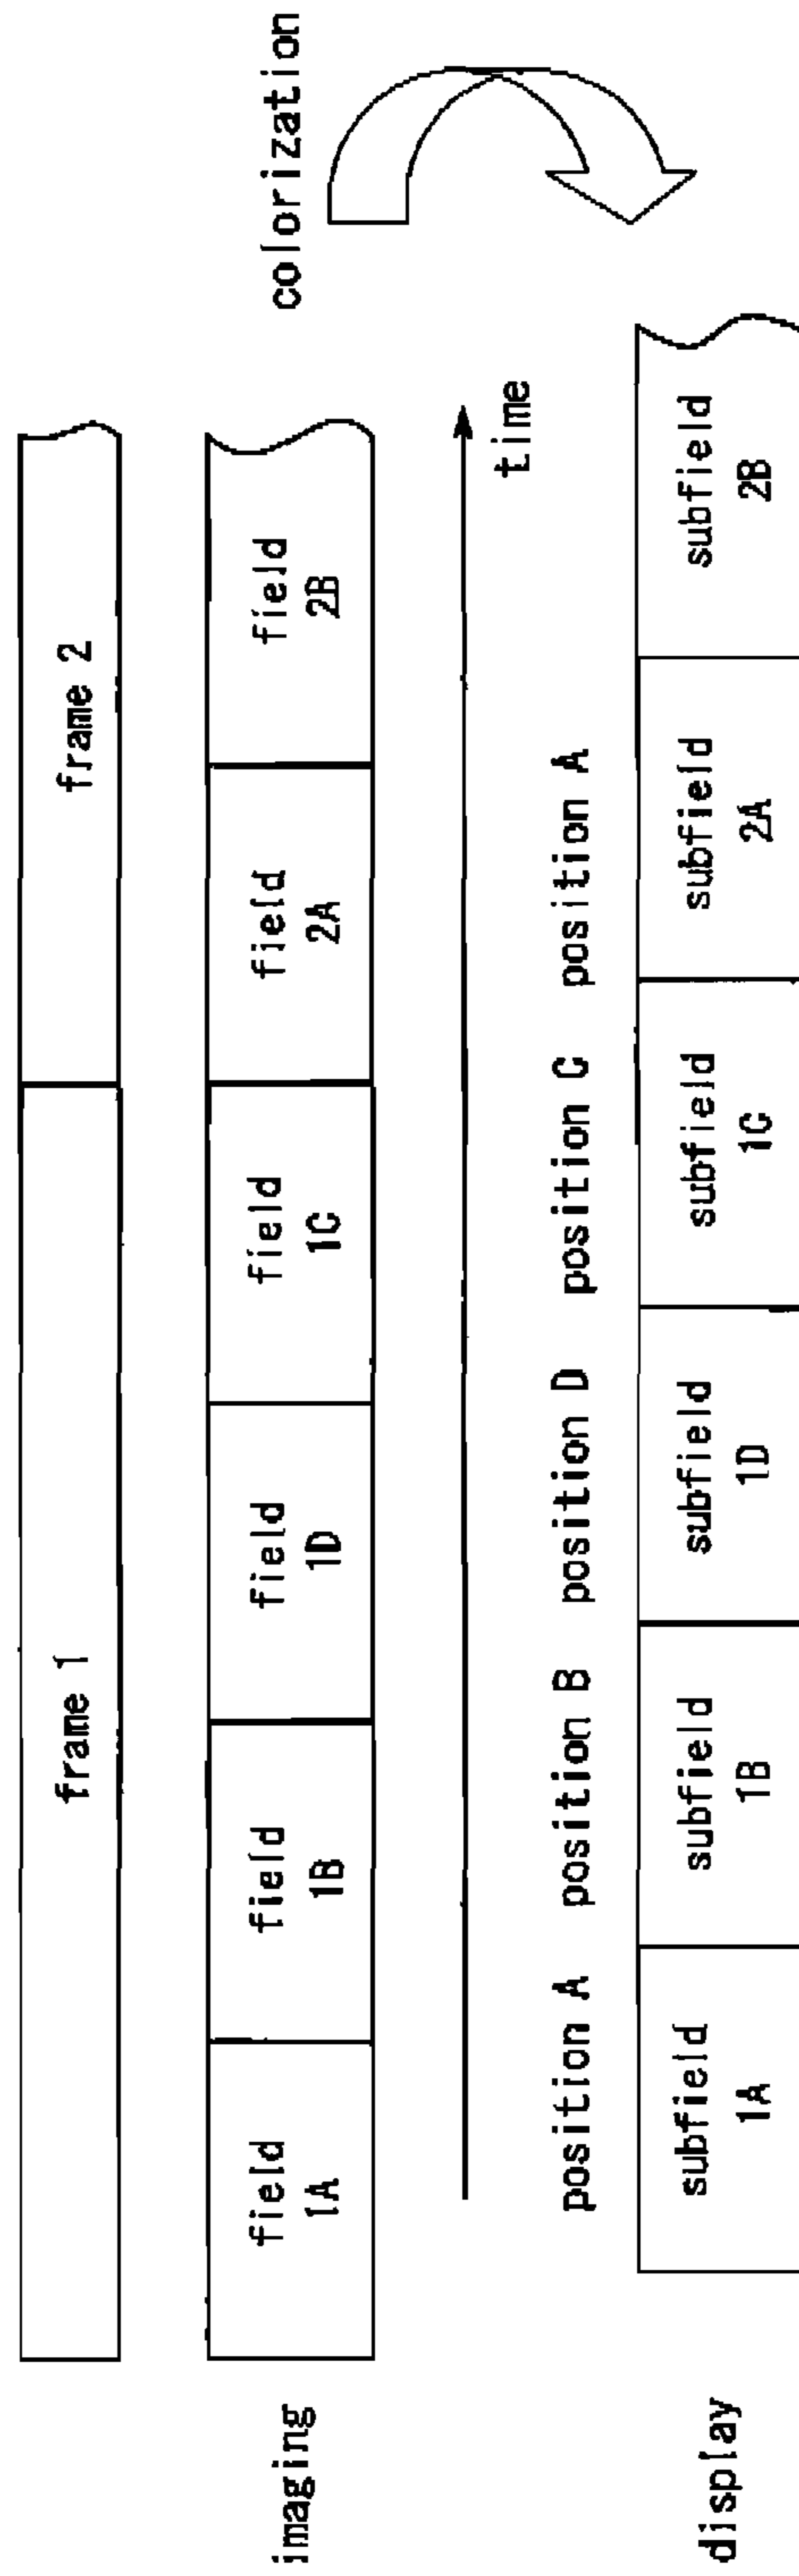 frame 1
frame 2
colorization
imaging
field
1A
field
1B
field
1D
field
1C
field
2A
field
2B
time
position A
position B
position D
position C
position A
display
subfield
1A
subfield
1B
subfield
1D
subfield
1C
subfield
2A
subfield
2B